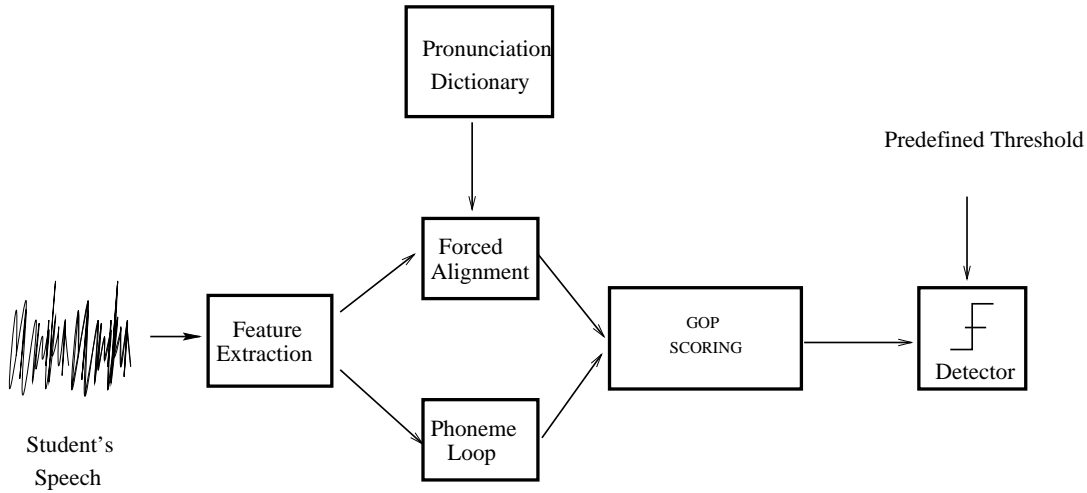 Pronunciation
Dictionary
Predefined Threshold
Forced
Alignment
Feature
Extraction
GOP
SCORING
Detector
Phoneme
Loop
Student's
Speech